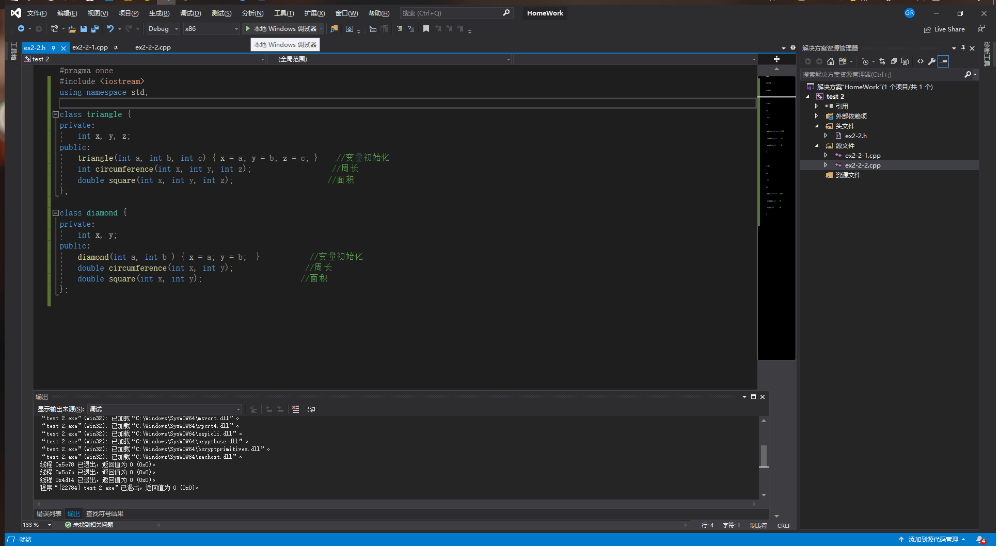 文件(F) 编辑(E) 视图(V) 项目(P) 生成(B) 调试(D) 测试(S) 分析(N) 工具(T) 扩展(X) 窗口(W) 帮助(H) 搜索 (Ctrl+Q) HomeWork GR
Debug x86 本地 Windows 调试器 Live Share
本地 Windows 调试器
工具箱
ex2-2.h ex2-2-1.cpp ex2-2-2.cpp
test 2 (全局范围)
#pragma once
#include <iostream>
using namespace std;
class triangle {
private:
int x, y, z;
public:
triangle(int a, int b, int c) { x = a; y = b; z = c; } //变量初始化
int circumference(int x, int y, int z); //周长
double square(int x, int y, int z); //面积
};
class diamond {
private:
int x, y;
public:
diamond(int a, int b ) { x = a; y = b; } //变量初始化
double circumference(int x, int y); //周长
double square(int x, int y); //面积
};
解决方案资源管理器
搜索解决方案资源管理器(Ctrl+;)
解决方案“HomeWork”(1 个项目/共 1 个)
test 2
引用
外部依赖项
头文件
ex2-2.h
源文件
ex2-2-1.cpp
ex2-2-2.cpp
资源文件
诊断工具
输出
显示输出来源(S): 调试
“test 2.exe”(Win32): 已加载“C:\Windows\SysWOW64\msvcrt.dll”。
“test 2.exe”(Win32): 已加载“C:\Windows\SysWOW64\rpcrt4.dll”。
“test 2.exe”(Win32): 已加载“C:\Windows\SysWOW64\sspicli.dll”。
“test 2.exe”(Win32): 已加载“C:\Windows\SysWOW64\cryptbase.dll”。
“test 2.exe”(Win32): 已加载“C:\Windows\SysWOW64\bcryptprimitives.dll”。
“test 2.exe”(Win32): 已加载“C:\Windows\SysWOW64\sechost.dll”。
线程 0x5c78 已退出，返回值为 0 (0x0)。
线程 0x5c7c 已退出，返回值为 0 (0x0)。
线程 0x4d14 已退出，返回值为 0 (0x0)。
程序“[22784] test 2.exe”已退出，返回值为 0 (0x0)。
错误列表 输出 查找符号结果
133 % 未找到相关问题 行: 4 字符: 1 制表符 CRLF
就绪 添加到源代码管理 4